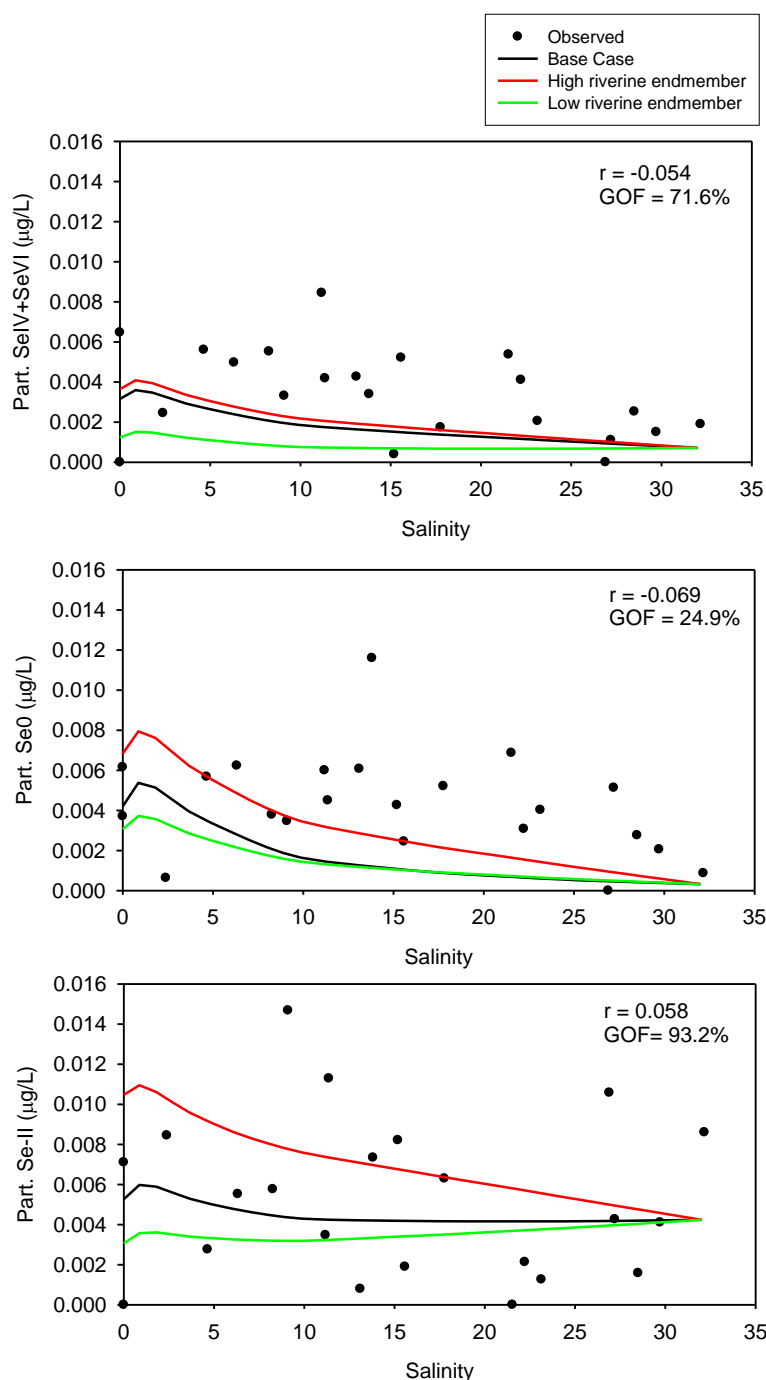 Observed
Base Case
High riverine endmember
Low riverine endmember
r = -0.054
GOF = 71.6%
Part. SeIV+SeVI (µg/L)
0.016
0.014
0.012
0.010
0.008
0.006
0.004
0.002
0.000
0 5 10 15 20 25 30 35
Salinity
r = -0.069
GOF = 24.9%
Part. Se0 (µg/L)
0.016
0.014
0.012
0.010
0.008
0.006
0.004
0.002
0.000
0 5 10 15 20 25 30 35
Salinity
r = 0.058
GOF= 93.2%
Part. Se-II (µg/L)
0.016
0.014
0.012
0.010
0.008
0.006
0.004
0.002
0.000
0 5 10 15 20 25 30 35
Salinity